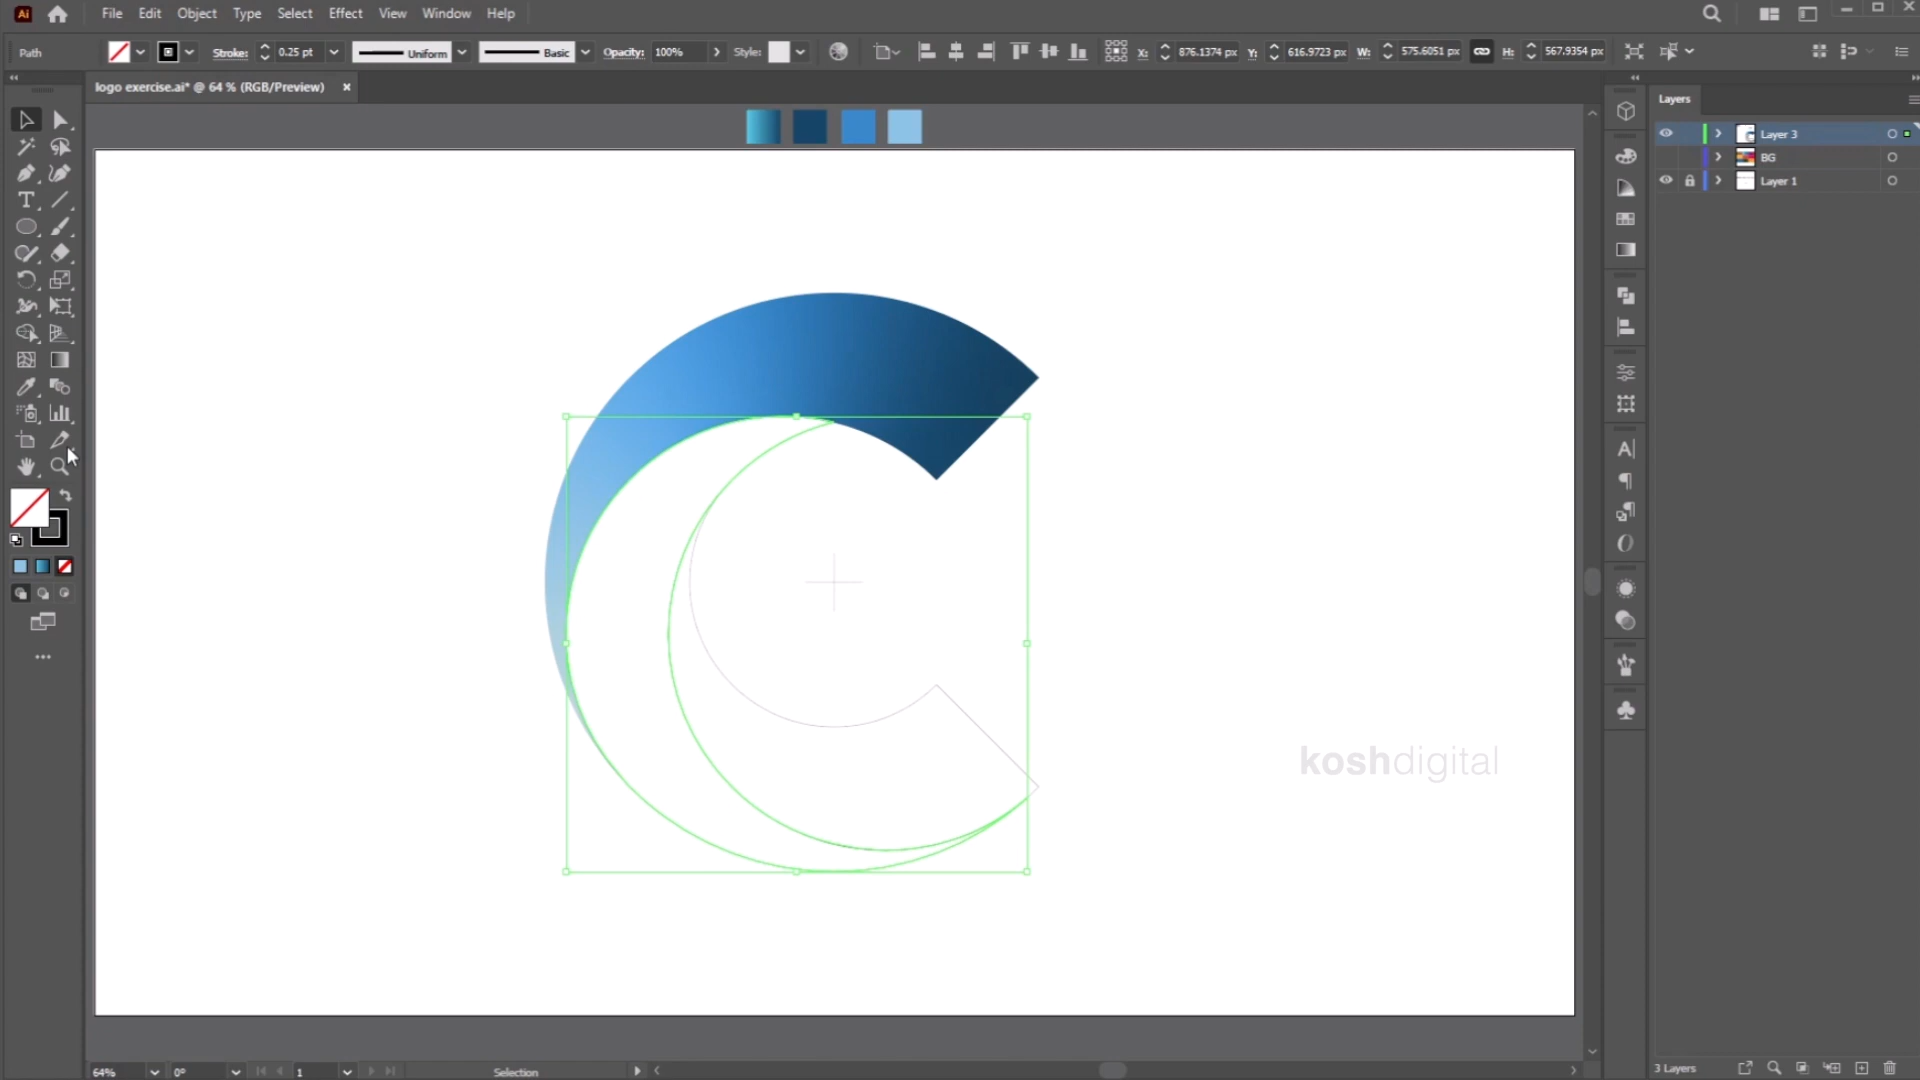 Ai File Edit Object Type Select Effect View Window Help
Path Stroke: 0.25 pt Uniform Basic Opacity: 100% Style: X: 876.1374 px Y: 616.9723 px W: 575.6051 px H: 567.9354 px
logo exercise.ai* @ 64 % (RGB/Preview)
Layers
Layer 3
BG
Layer 1
koshdigital
64% 0° 1 Selection
3 Layers